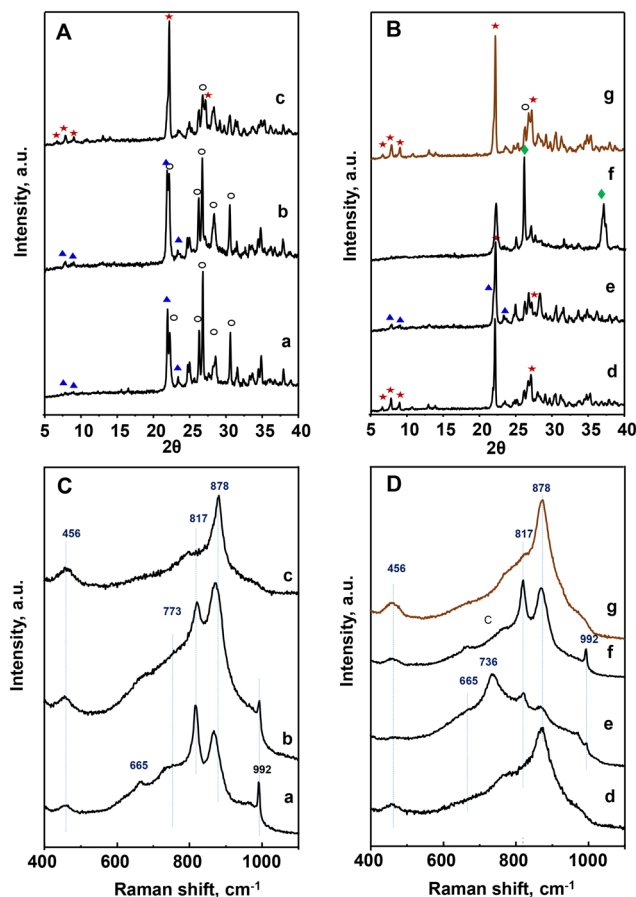 A
c
b
a
Intensity, a.u.
5 10 15 20 25 30 35 40
2θ
B
g
f
e
d
Intensity, a.u.
5 10 15 20 25 30 35 40
2θ
C
878
817
456
c
773
b
665
992
a
Intensity, a.u.
400 600 800 1000
Raman shift, cm-1
D
878
817
456
g
C
992
f
736
665
e
d
Intensity, a.u.
400 600 800 1000
Raman shift, cm-1